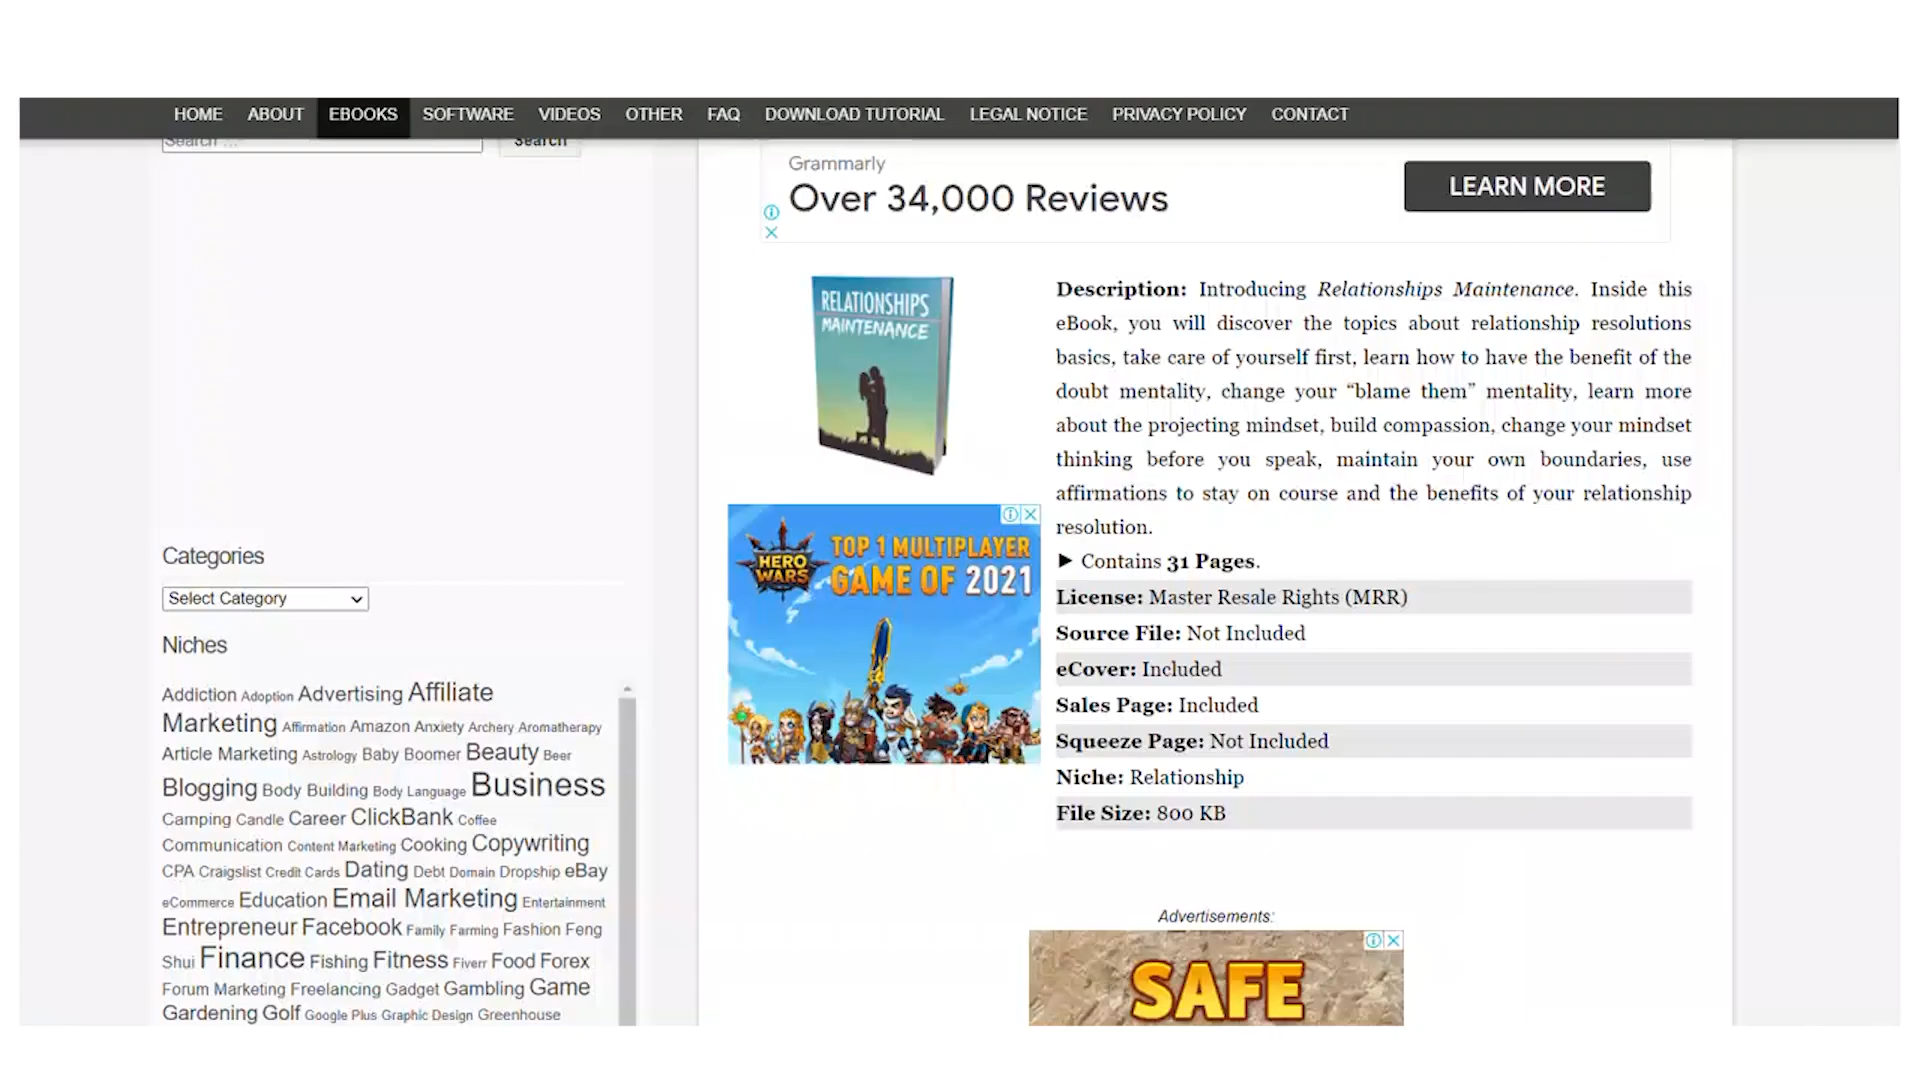 HOME ABOUT EBOOKS SOFTWARE VIDEOS OTHER FAQ DOWNLOAD TUTORIAL LEGAL NOTICE PRIVACY POLICY CONTACT
Search ... Search
Categories
Select Category
Niches
Addiction Adoption Advertising Affiliate
Marketing Affirmation Amazon Anxiety Archery Aromatherapy
Article Marketing Astrology Baby Boomer Beauty Beer
Blogging Body Building Body Language Business
Camping Candle Career ClickBank Coffee
Communication Content Marketing Cooking Copywriting
CPA Craigslist Credit Cards Dating Debt Domain Dropship eBay
eCommerce Education Email Marketing Entertainment
Entrepreneur Facebook Family Farming Fashion Feng
Shui Finance Fishing Fitness Fiverr Food Forex
Forum Marketing Freelancing Gadget Gambling Game
Gardening Golf Google Plus Graphic Design Greenhouse
Grammarly
Over 34,000 Reviews
LEARN MORE
RELATIONSHIPS
MAINTENANCE
HERO
WARS
TOP 1 MULTIPLAYER
GAME OF 2021
Description: Introducing Relationships Maintenance. Inside this
eBook, you will discover the topics about relationship resolutions
basics, take care of yourself first, learn how to have the benefit of the
doubt mentality, change your “blame them” mentality, learn more
about the projecting mindset, build compassion, change your mindset
thinking before you speak, maintain your own boundaries, use
affirmations to stay on course and the benefits of your relationship
resolution.
► Contains 31 Pages.
License: Master Resale Rights (MRR)
Source File: Not Included
eCover: Included
Sales Page: Included
Squeeze Page: Not Included
Niche: Relationship
File Size: 800 KB
Advertisements:
SAFE